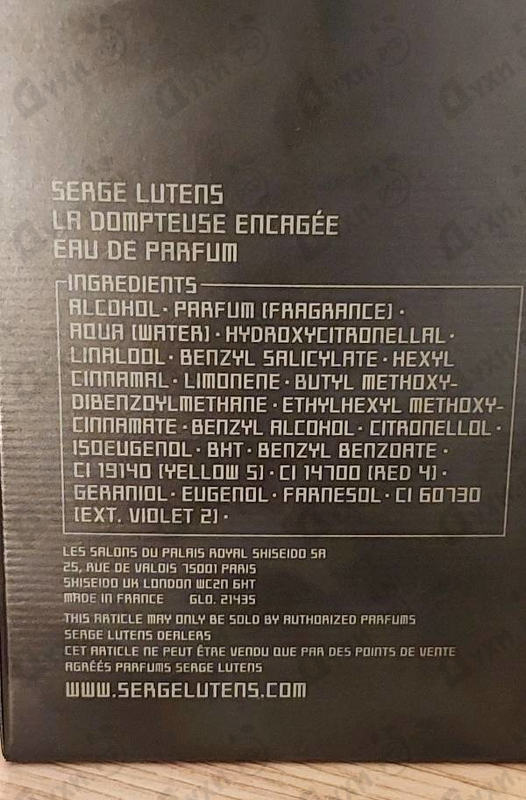 SERGE LUTENS
LA DOMPTEUSE ENCAGÉE
EAU DE PARFUM
INGREDIENTS
ALCOHOL · PARFUM (FRAGRANCE) ·
AQUA (WATER) · HYDROXYCITRONELLAL ·
LINALOOL · BENZYL SALICYLATE · HEXYL
CINNAMAL · LIMONENE · BUTYL METHOXY-
DIBENZOYLMETHANE · ETHYLHEXYL METHOXY-
CINNAMATE · BENZYL ALCOHOL · CITRONELLOL ·
ISOEUGENOL · BHT · BENZYL BENZOATE ·
CI 19140 (YELLOW 5) · CI 14700 (RED 4) ·
GERANIOL · EUGENOL · FARNESOL · CI 60730
(EXT. VIOLET 2) ·
LES SALONS DU PALAIS ROYAL SHISEIDO SA
25, RUE DE VALOIS 75001 PARIS
SHISEIDO UK LONDON WC2N 6HT
MADE IN FRANCE GLO. 21435
THIS ARTICLE MAY ONLY BE SOLD BY AUTHORIZED PARFUMS
SERGE LUTENS DEALERS
CET ARTICLE NE PEUT ÊTRE VENDU QUE PAR DES POINTS DE VENTE
AGRÉÉS PARFUMS SERGE LUTENS
WWW.SERGELUTENS.COM
Духи.рф